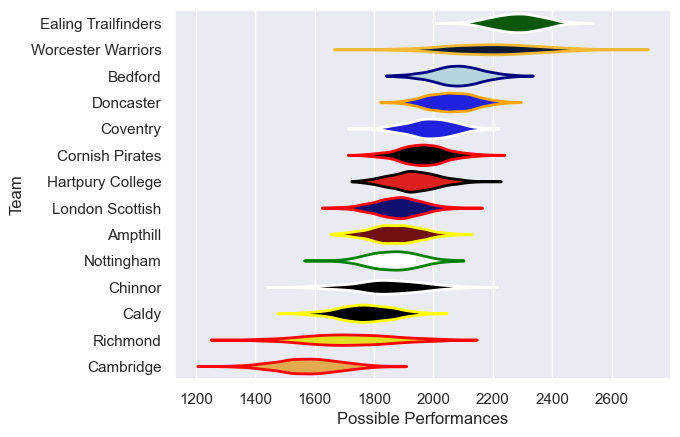 Ealing Trailfinders
Worcester Warriors
Bedford
Doncaster
Coventry
Cornish Pirates
Hartpury College
London Scottish
Ampthill
Nottingham
Chinnor
Caldy
Richmond
Cambridge
Team
1200 1400 1600 1800 2000 2200 2400 2600
Possible Performances